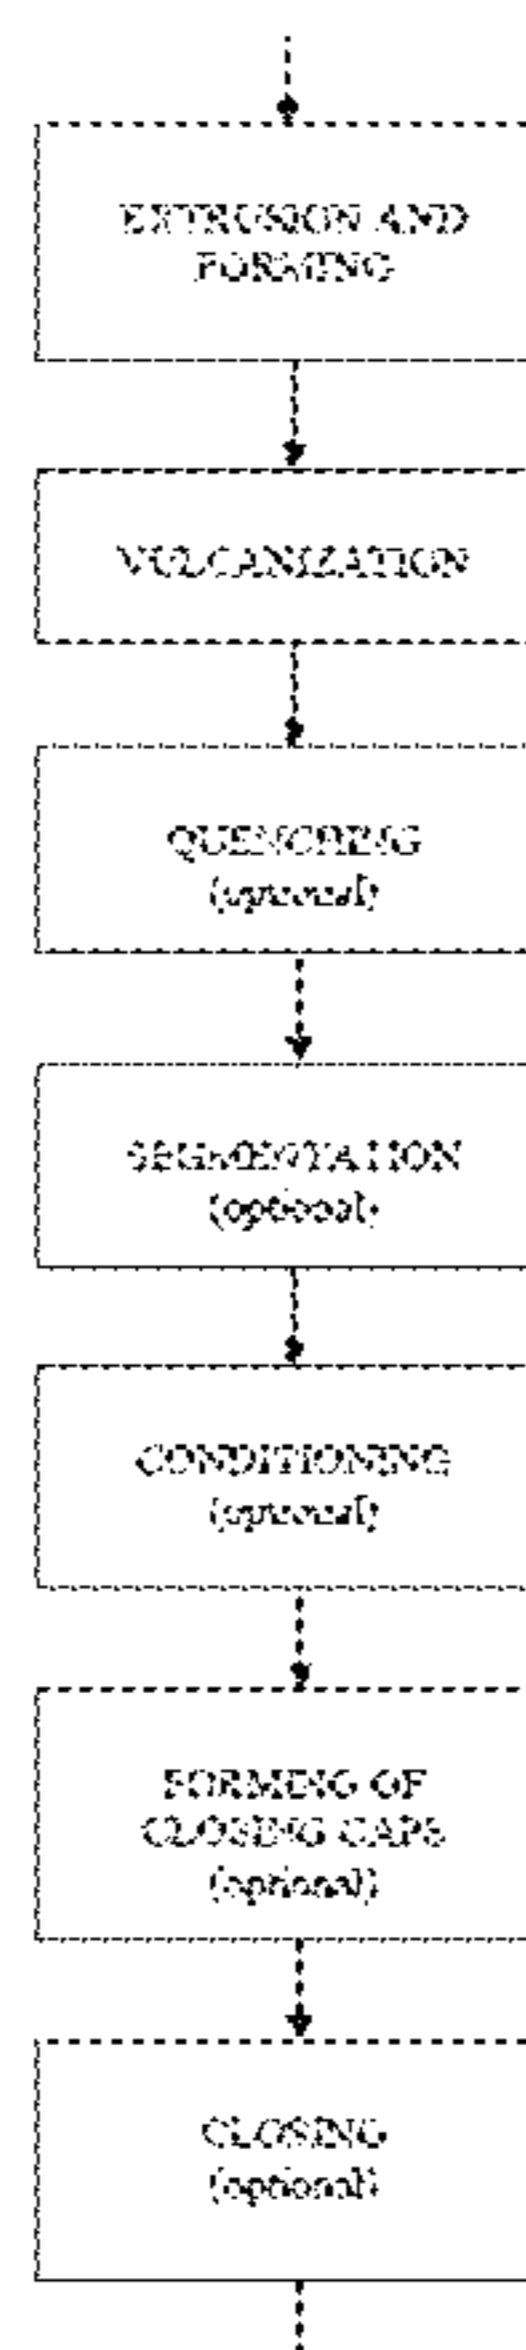 EXTRUSION AND
FORMING
VULCANIZATION
QUENCHING
(optional)
SEGMENTATION
(optional)
CONDITIONING
(optional)
FORMING OF
CLOSING CAPS
(optional)
CLOSING
(optional)